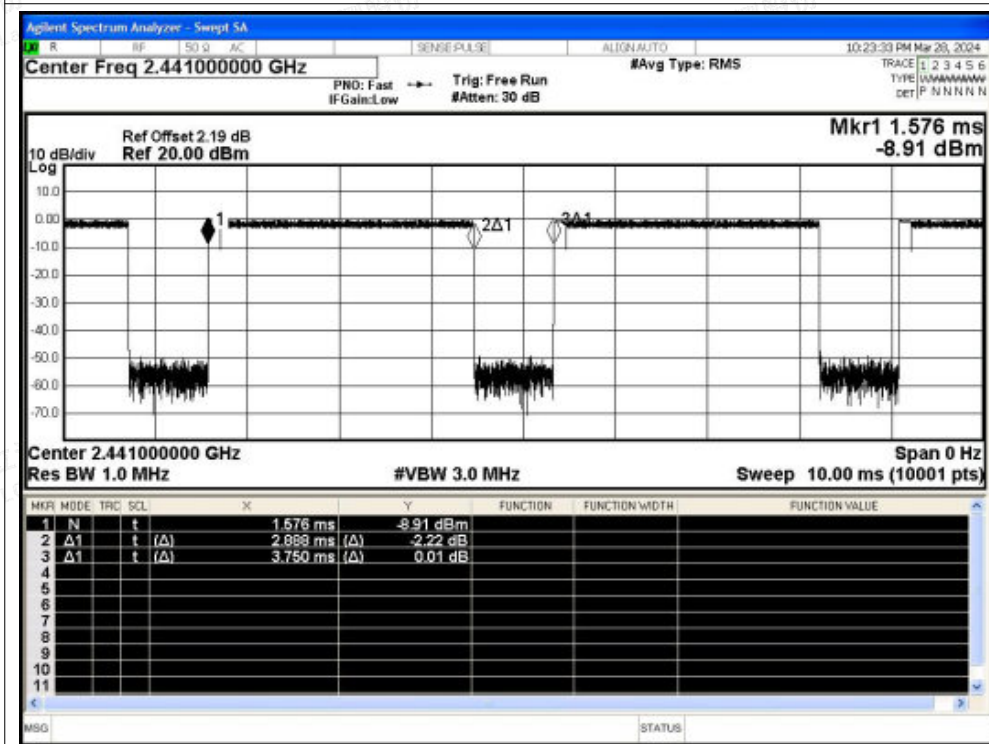 Agilent Spectrum Analyzer - Swept SA
LXI R RF 50 Ω AC SENSE:PULSE ALIGN AUTO 10:23:33 PM Mar 28, 2024
Center Freq 2.441000000 GHz #Avg Type: RMS TRACE 1 2 3 4 5 6
PNO: Fast Trig: Free Run TYPE WWWWWWW
IFGain:Low #Atten: 30 dB DET P N N N N N
Mkr1 1.576 ms
Ref Offset 2.19 dB
10 dB/div Ref 20.00 dBm -8.91 dBm
Log
10.0
0.00 1 2Δ1 3Δ1
-10.0
-20.0
-30.0
-40.0
-50.0
-60.0
-70.0
Center 2.441000000 GHz Span 0 Hz
Res BW 1.0 MHz #VBW 3.0 MHz Sweep 10.00 ms (10001 pts)
MKR MODE TRC SCL X Y FUNCTION FUNCTION WIDTH FUNCTION VALUE
1 N t 1.576 ms -8.91 dBm
2 Δ1 t (Δ) 2.888 ms (Δ) -2.22 dB
3 Δ1 t (Δ) 3.750 ms (Δ) 0.01 dB
4
5
6
7
8
9
10
11
MSG STATUS